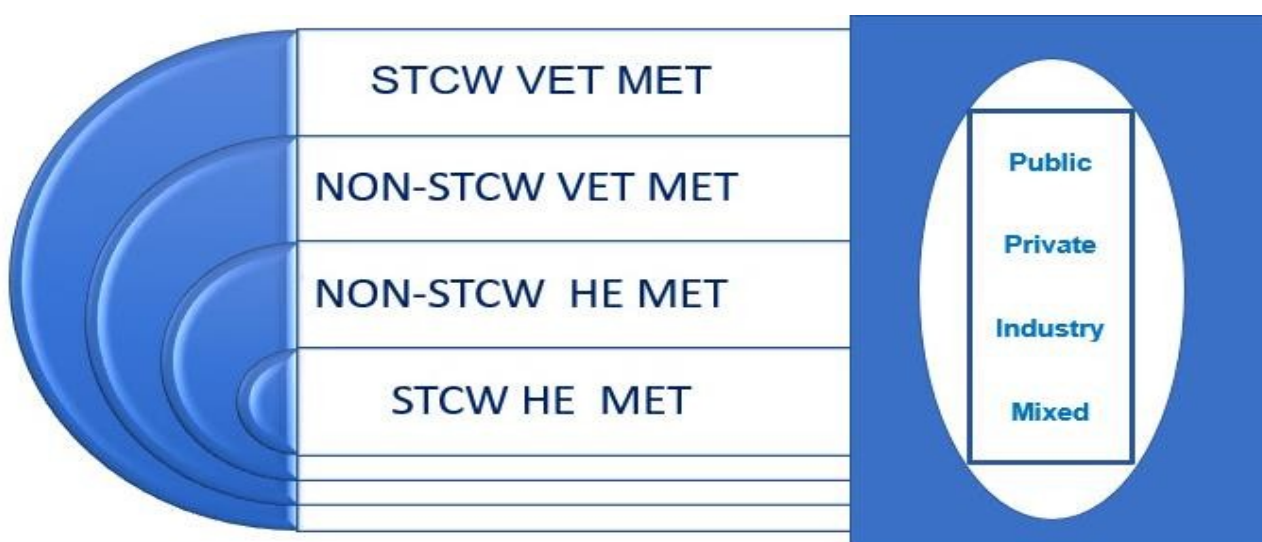 STCW VET MET
NON-STCW VET MET
NON-STCW HE MET
STCW HE MET
Public
Private
Industry
Mixed